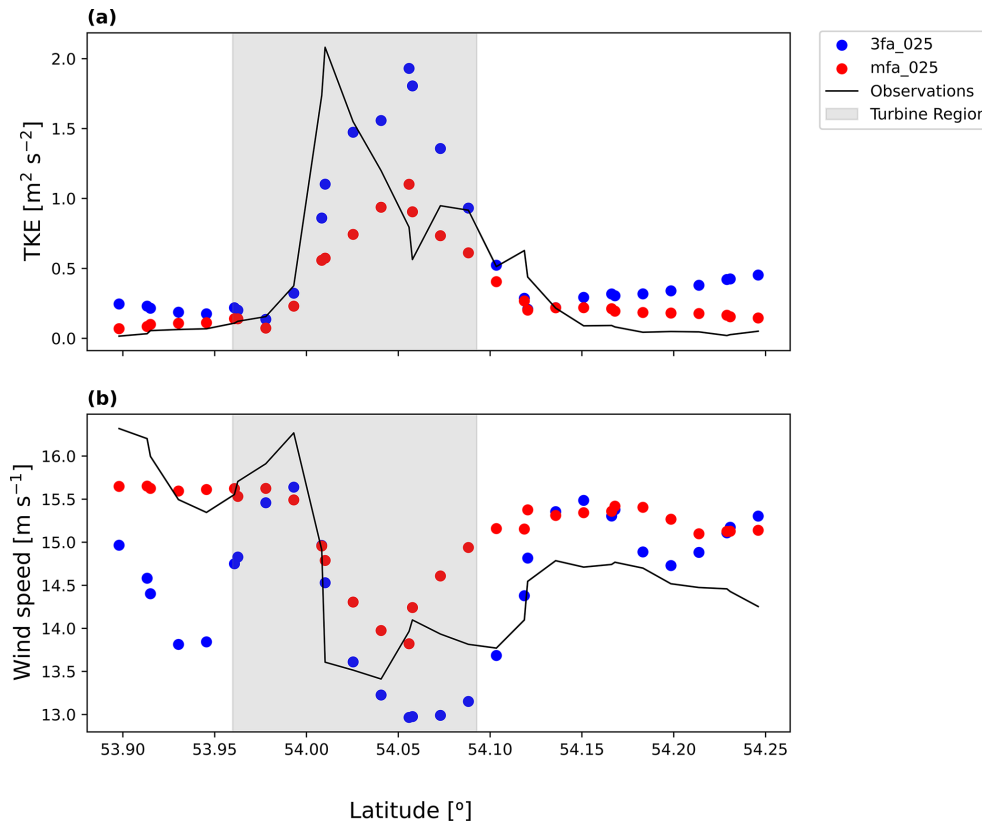 (a)
2.0
1.5
1.0
0.5
0.0
TKE [m² s⁻²]
3fa_025
mfa_025
Observations
Turbine Region
(b)
16.0
15.5
15.0
14.5
14.0
13.5
13.0
Wind speed [m s⁻¹]
53.90 53.95 54.00 54.05 54.10 54.15 54.20 54.25
Latitude [°]